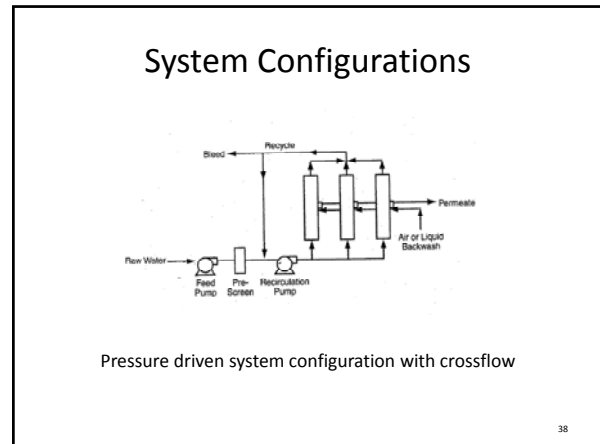 System Configurations
Bleed
Recycle
Permeate
Air or Liquid
Backwash
Raw Water
Feed
Pump
Pre-
Screen
Recirculation
Pump
Pressure driven system configuration with crossflow
38